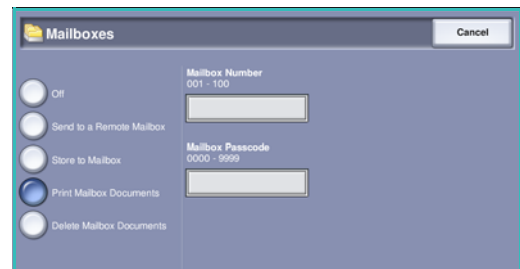 Mailboxes
Cancel
Off
Send to a Remote Mailbox
Store to Mailbox
Print Mailbox Documents
Delete Mailbox Documents
Mailbox Number
001 - 100
Mailbox Passcode
0000 - 9999